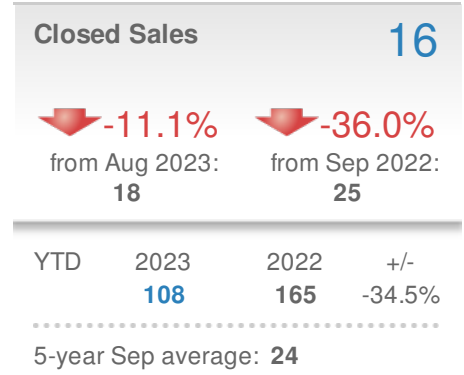 Closed Sales 16
-11.1% -36.0%
from Aug 2023: from Sep 2022:
18 25
YTD 2023 2022 +/-
108 165 -34.5%
5-year Sep average: 24